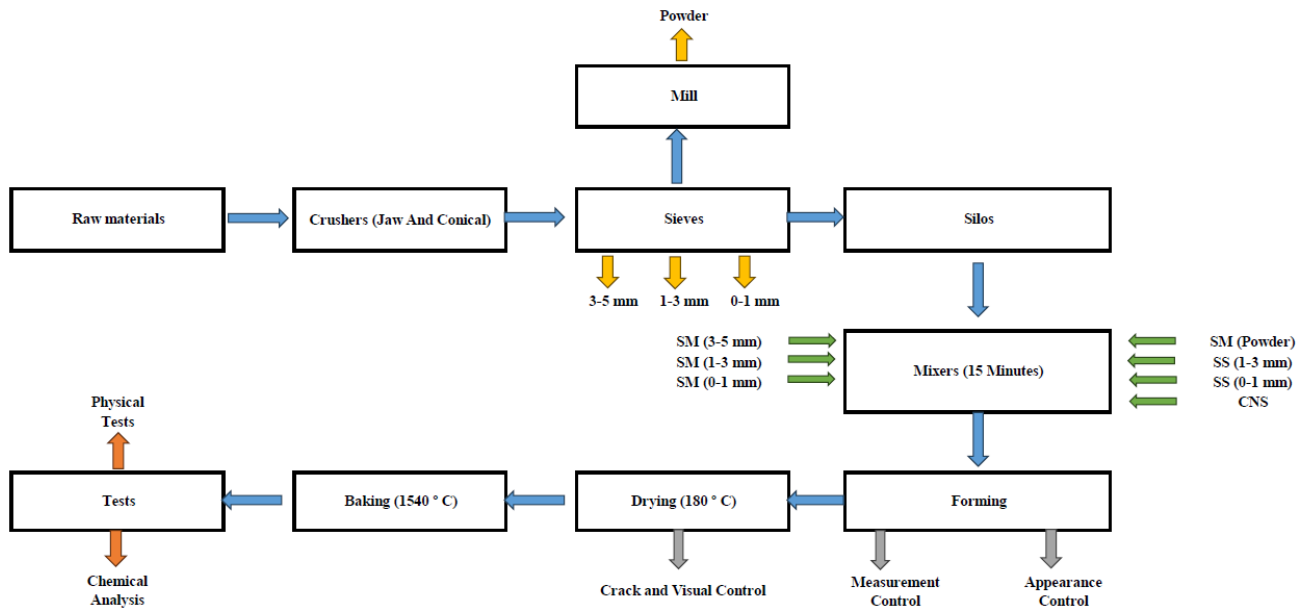 Powder
Mill
Raw materials
Crushers (Jaw And Conical)
Sieves
Silos
3-5 mm
1-3 mm
0-1 mm
SM (3-5 mm)
SM (1-3 mm)
SM (0-1 mm)
Mixers (15 Minutes)
SM (Powder)
SS (1-3 mm)
SS (0-1 mm)
CNS
Physical
Tests
Tests
Baking (1540 º C)
Drying (180 º C)
Forming
Chemical
Analysis
Crack and Visual Control
Measurement
Control
Appearance
Control